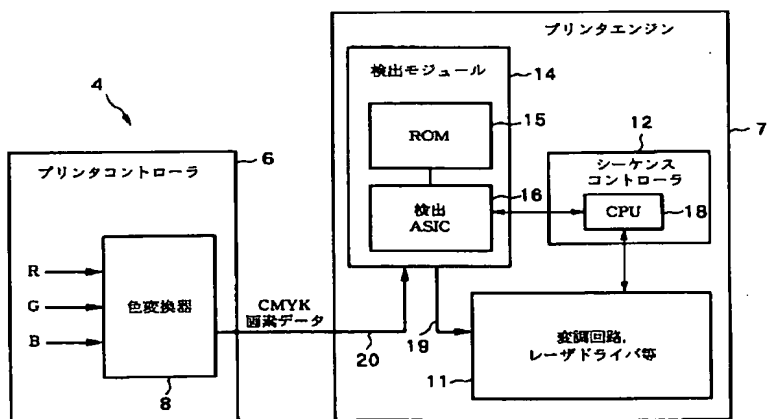 プリンタエンジン
検出モジュール
14
4
ROM
15
12
7
6
プリンタコントローラ
シーケンス
コントローラ
16
検出
ASIC
CPU
18
R
G
B
色変換器
CMYK
画素データ
20
19
変調回路,
レーザドライバ等
8
11